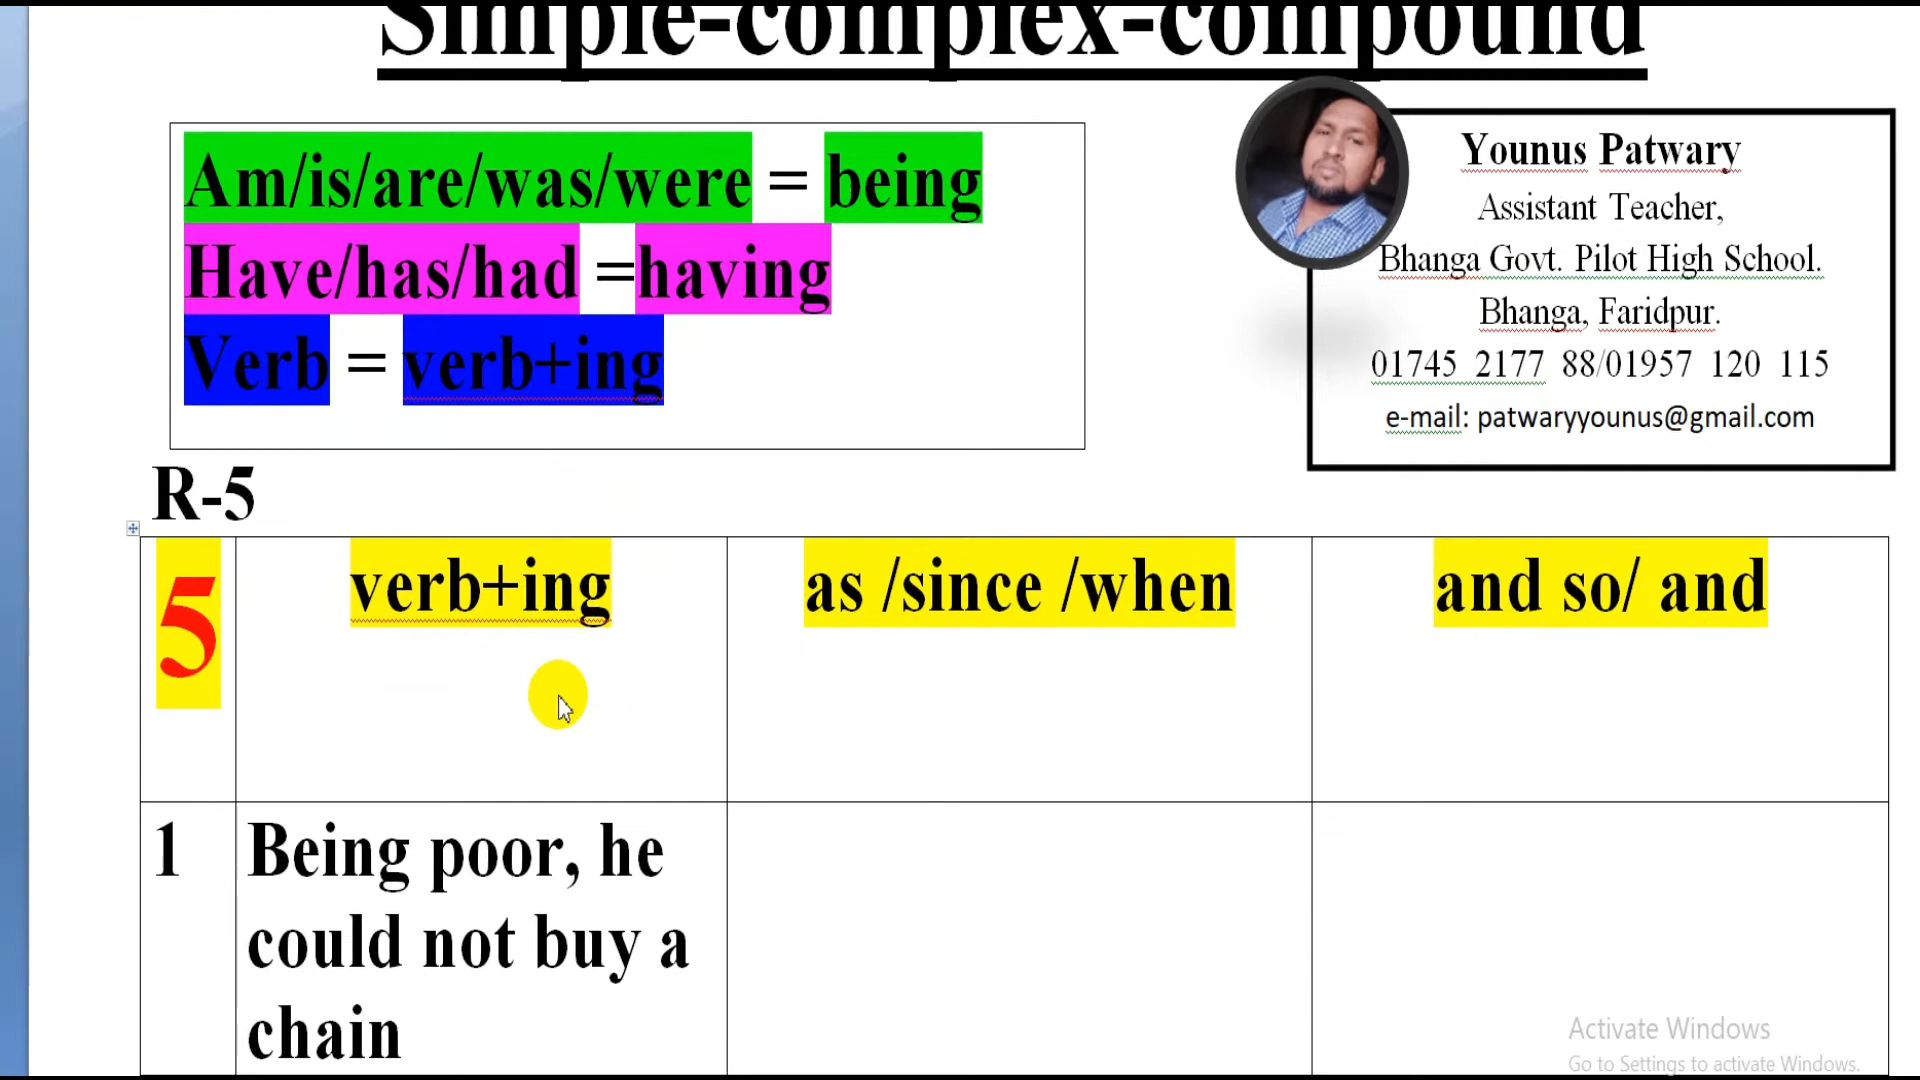 Simple-complex-compound
Am/is/are/was/were = being
Have/has/had =having
Verb = verb+ing
Younus Patwary
Assistant Teacher,
Bhanga Govt. Pilot High School.
Bhanga, Faridpur.
01745 2177 88/01957 120 115
e-mail: patwaryyounus@gmail.com
R-5
5
verb+ing
as /since /when
and so/ and
1
Being poor, he
could not buy a
chain
Activate Windows
Go to Settings to activate Windows.